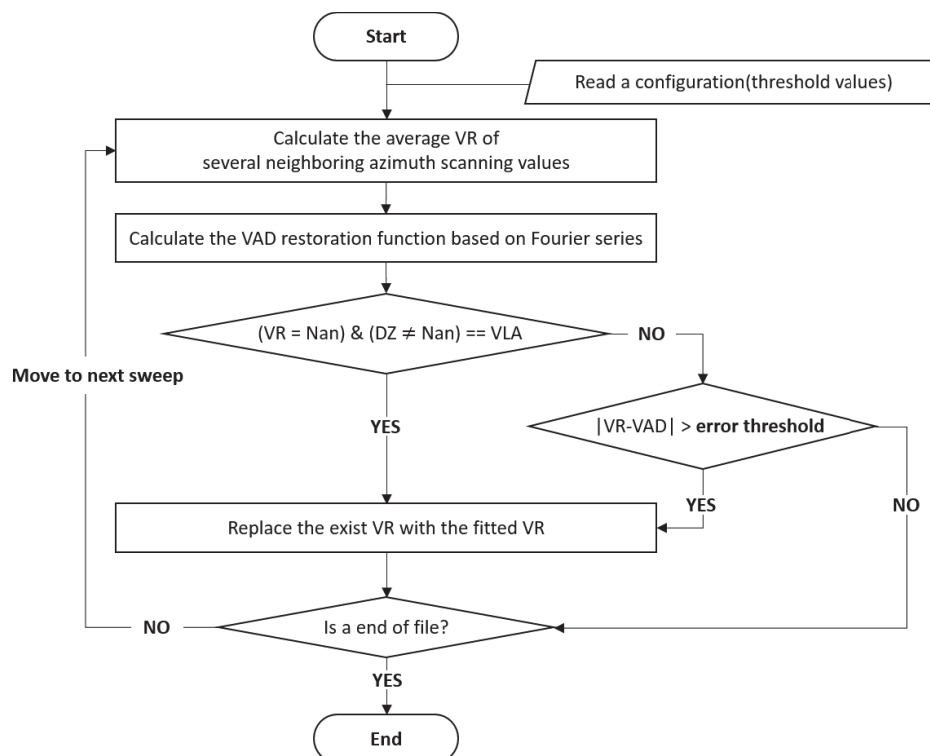 Start
Read a configuration(threshold values)
Calculate the average VR of
several neighboring azimuth scanning values
Calculate the VAD restoration function based on Fourier series
(VR = Nan) & (DZ ≠ Nan) == VLA
NO
Move to next sweep
YES
|VR-VAD| > error threshold
YES
NO
Replace the exist VR with the fitted VR
NO
Is a end of file?
YES
End